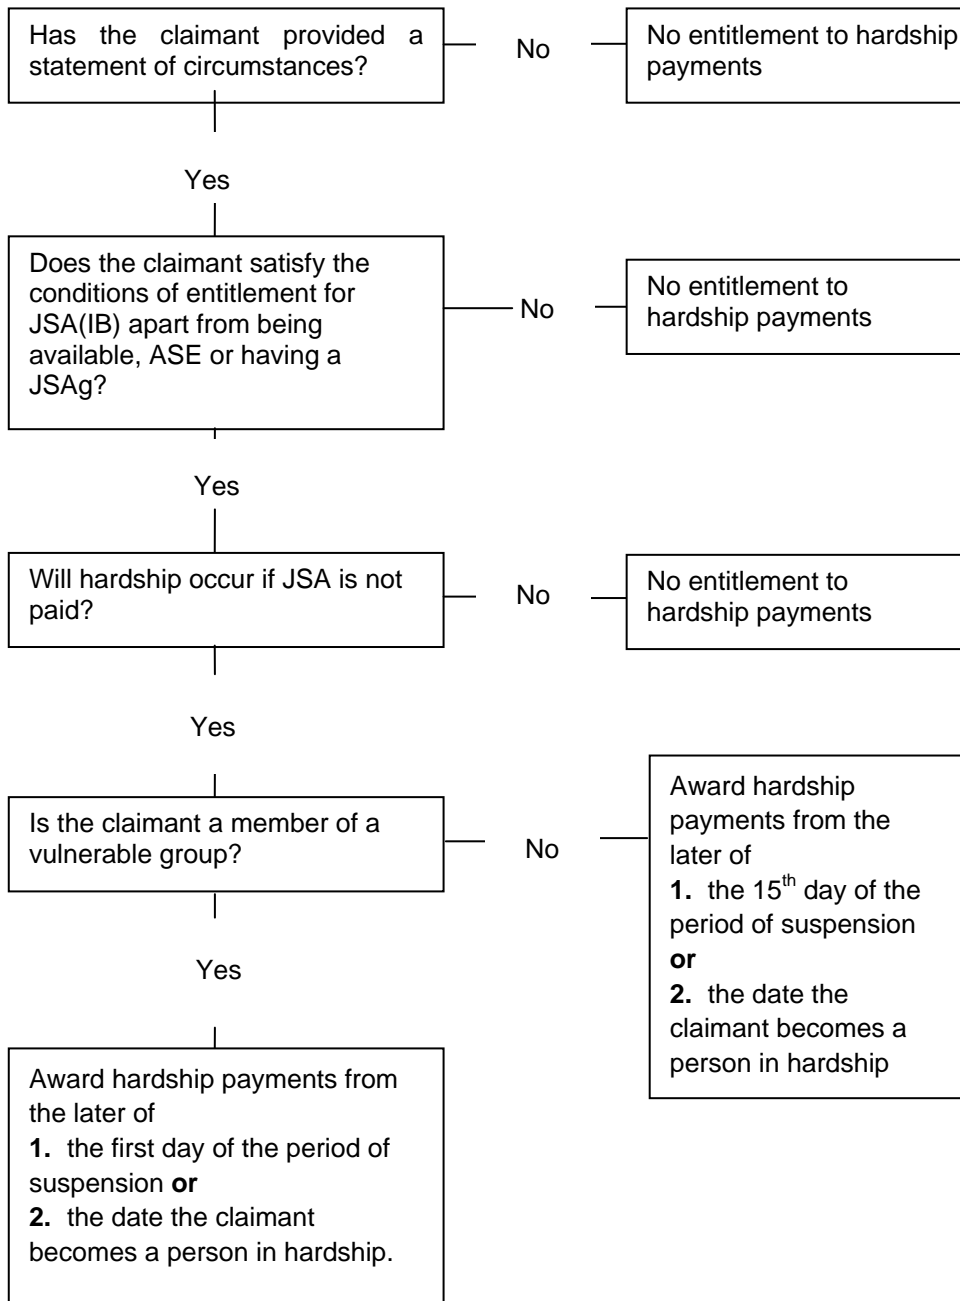 Has the claimant provided a
statement of circumstances?
No
No entitlement to hardship
payments
Yes
Does the claimant satisfy the
conditions of entitlement for
JSA(IB) apart from being
available, ASE or having a
JSAg?
No
No entitlement to
hardship payments
Yes
Will hardship occur if JSA is not
paid?
No
No entitlement to
hardship payments
Yes
Is the claimant a member of a
vulnerable group?
No
Award hardship
payments from the
later of
1. the 15th day of the
period of suspension
or
2. the date the
claimant becomes a
person in hardship
Yes
Award hardship payments from
the later of
1. the first day of the period of
suspension or
2. the date the claimant
becomes a person in hardship.